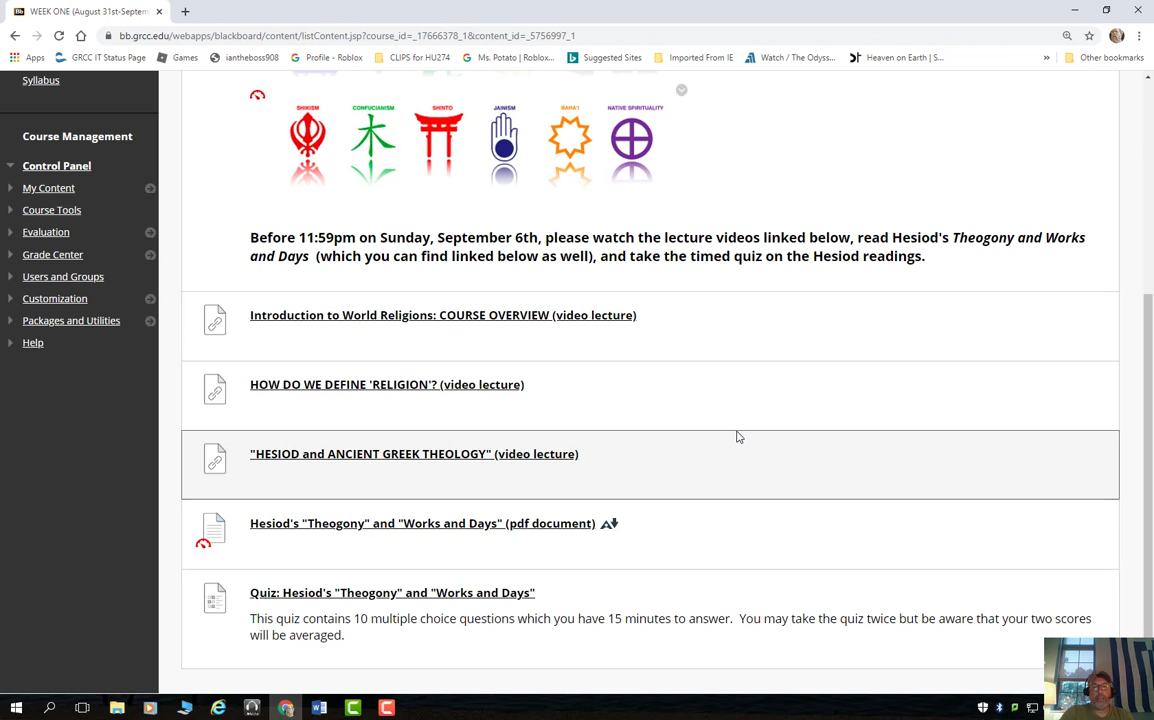 WEEK ONE (August 31st-Septem
bb.grcc.edu/webapps/blackboard/content/listContent.jsp?course_id=_17666378_1&content_id=_5756997_1
Apps GRCC IT Status Page Games iantheboss908 Profile - Roblox CLIPS for HU274 Ms. Potato | Roblox... Suggested Sites Imported From IE Watch / The Odyss... Heaven on Earth | S... » Other bookmarks
Syllabus
Course Management
Control Panel
My Content
Course Tools
Evaluation
Grade Center
Users and Groups
Customization
Packages and Utilities
Help
SHIKISM CONFUCIANISM SHINTO JAINISM BAHA'I NATIVE SPIRITUALITY
Before 11:59pm on Sunday, September 6th, please watch the lecture videos linked below, read Hesiod's Theogony and Works
and Days (which you can find linked below as well), and take the timed quiz on the Hesiod readings.
Introduction to World Religions: COURSE OVERVIEW (video lecture)
HOW DO WE DEFINE 'RELIGION'? (video lecture)
"HESIOD and ANCIENT GREEK THEOLOGY" (video lecture)
Hesiod's "Theogony" and "Works and Days" (pdf document)
Quiz: Hesiod's "Theogony" and "Works and Days"
This quiz contains 10 multiple choice questions which you have 15 minutes to answer. You may take the quiz twice but be aware that your two scores
will be averaged.